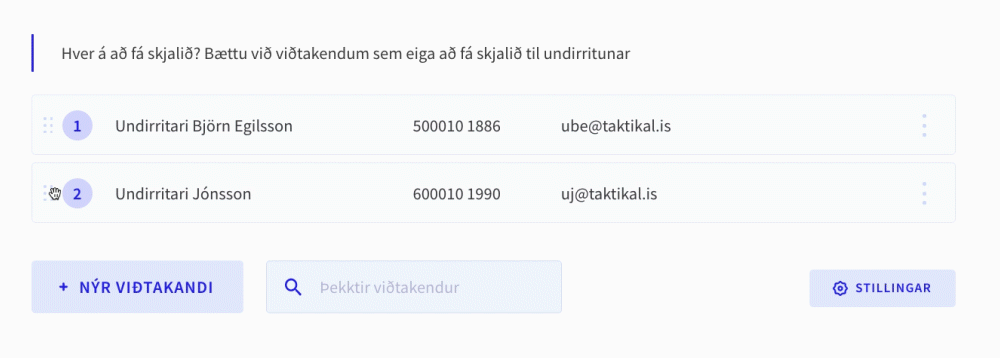 Hver á að fá skjalið? Bættu við viðtakendum sem eiga að fá skjalið til undirritunar
1 Undirritari Björn Egilsson 500010 1886 ube@taktikal.is
2 Undirritari Jónsson 600010 1990 uj@taktikal.is
+ NÝR VIÐTAKANDI Þekktir viðtakendur STILLINGAR